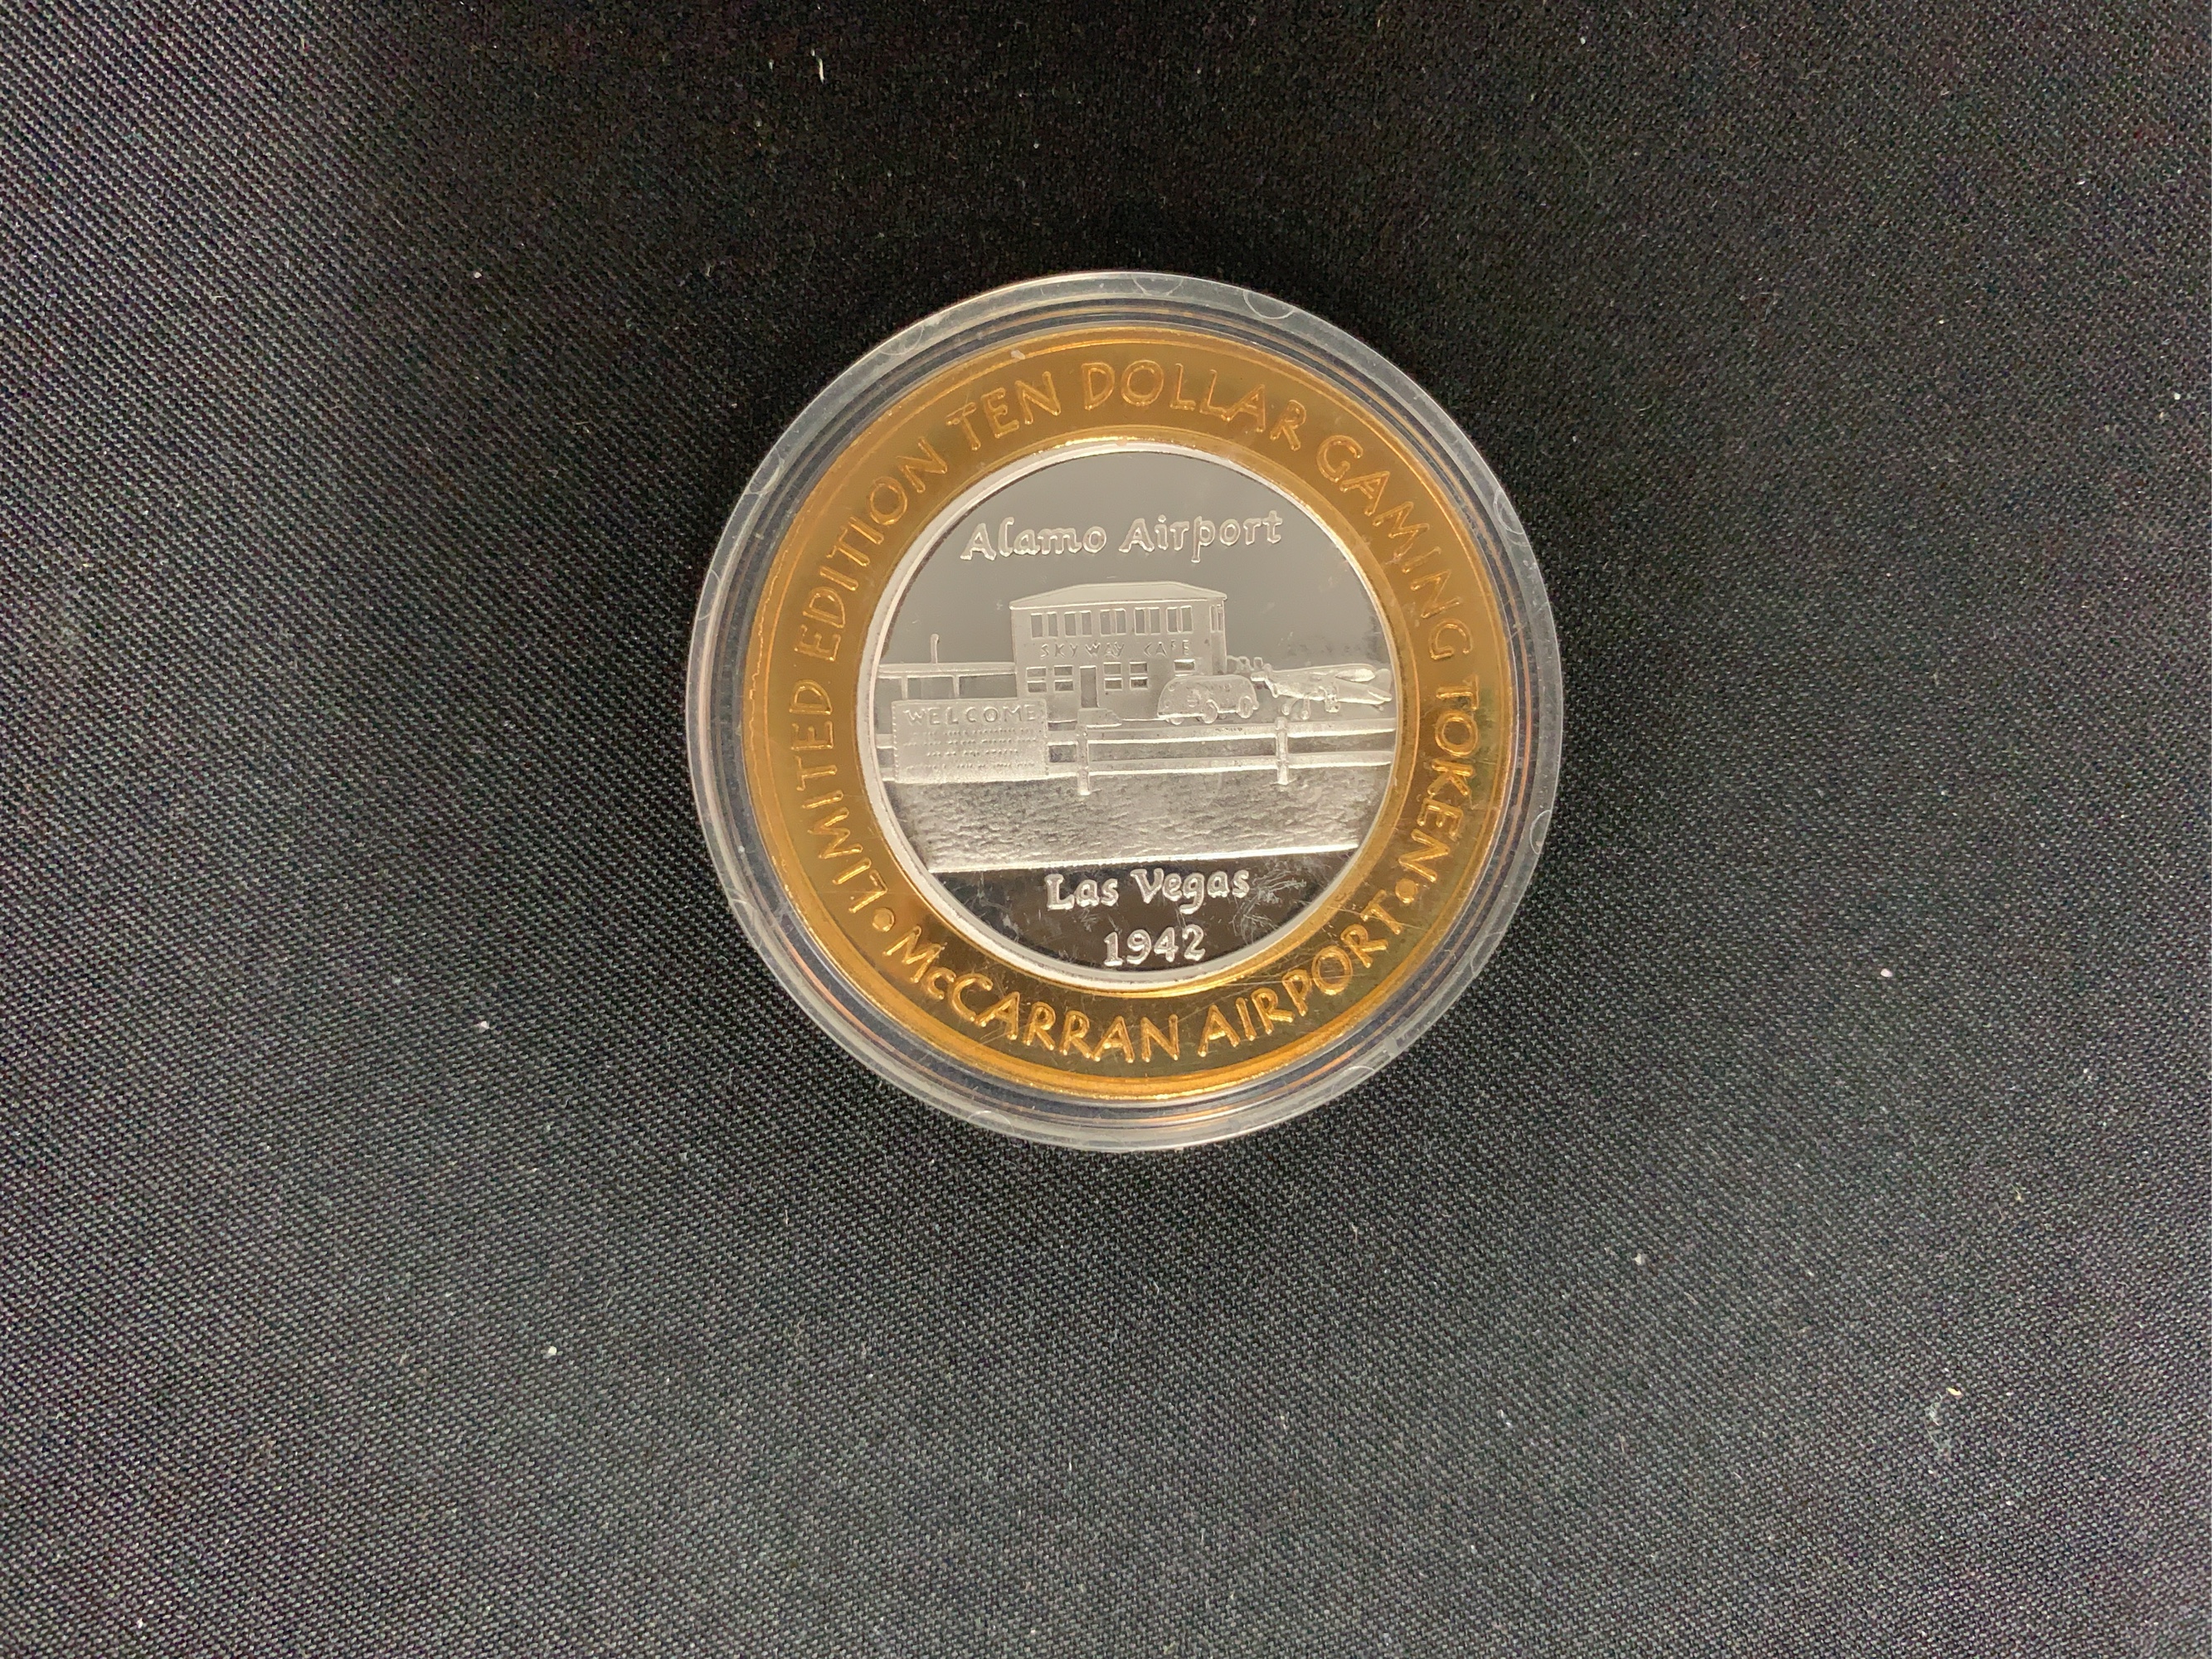 LIMITED EDITION TEN DOLLAR GAMING TOKEN
• McCARRAN AIRPORT •
Alamo Airport
SKYWAY CAFE
WELCOME
Las Vegas
1942